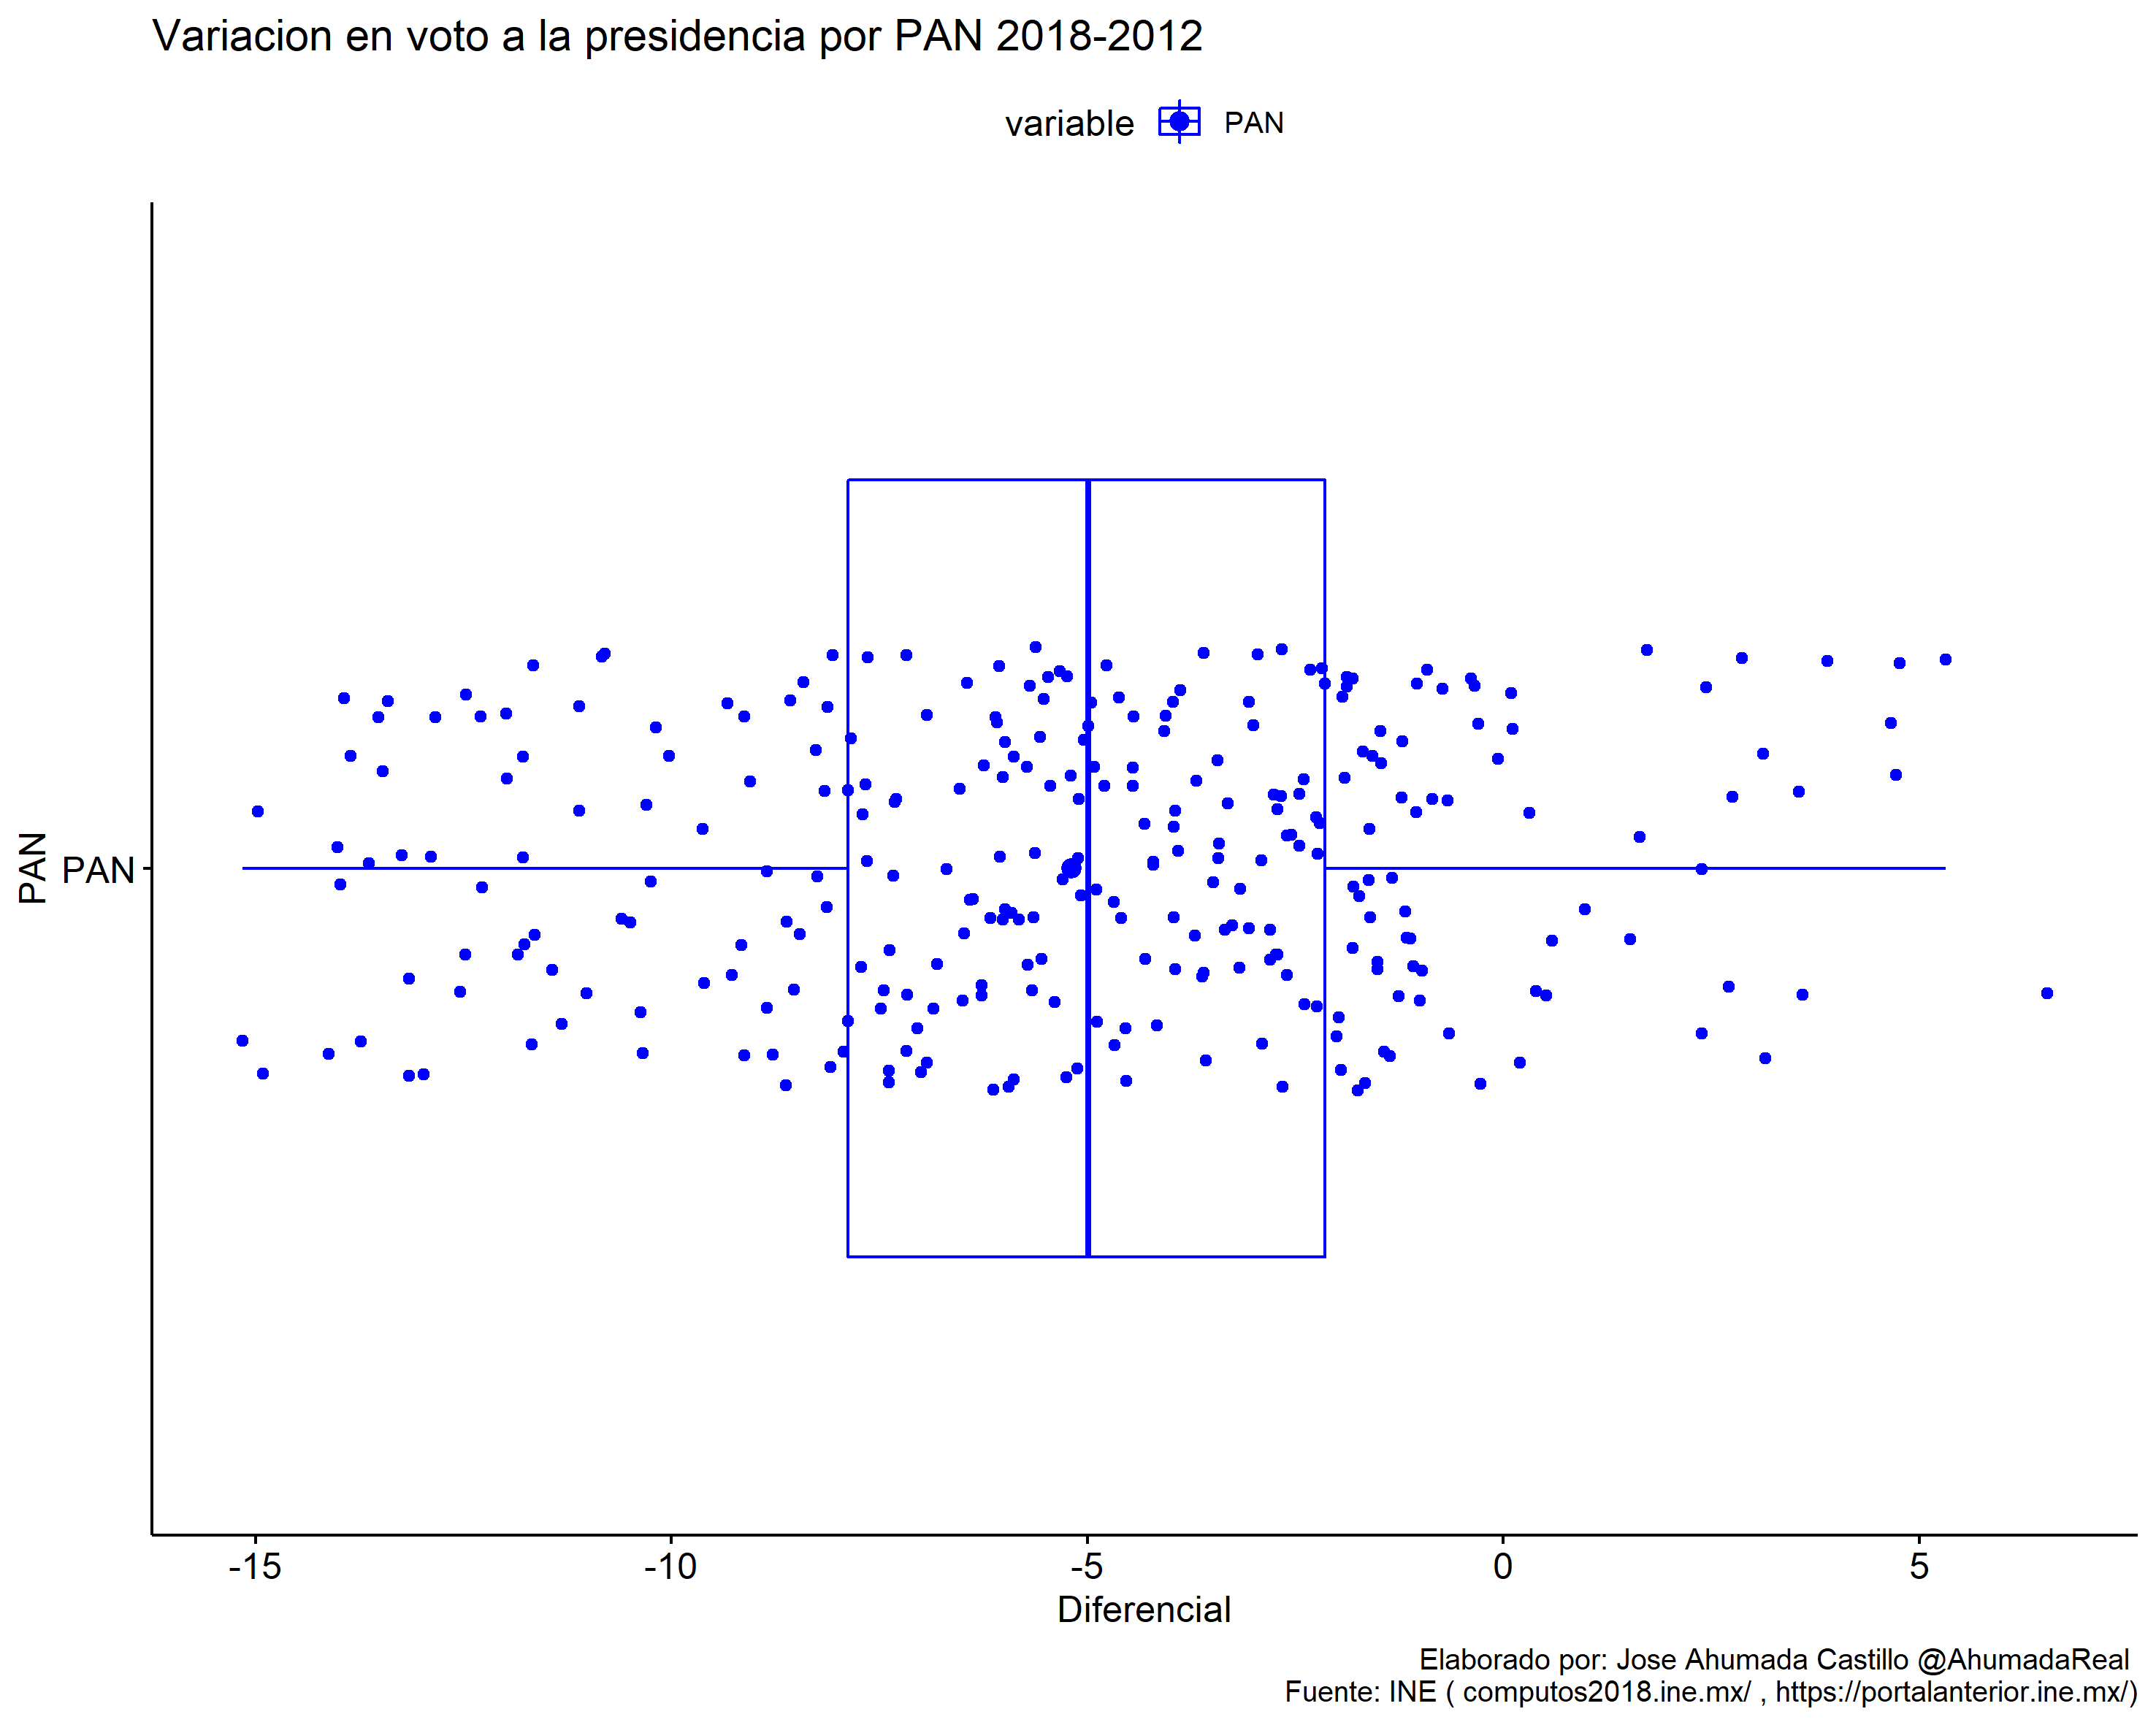 Variacion en voto a la presidencia por PAN 2018-2012
variable PAN
PAN
PAN
-15 -10 -5 0 5
Diferencial
Elaborado por: Jose Ahumada Castillo @AhumadaReal
Fuente: INE ( computos2018.ine.mx/ , https://portalanterior.ine.mx/)